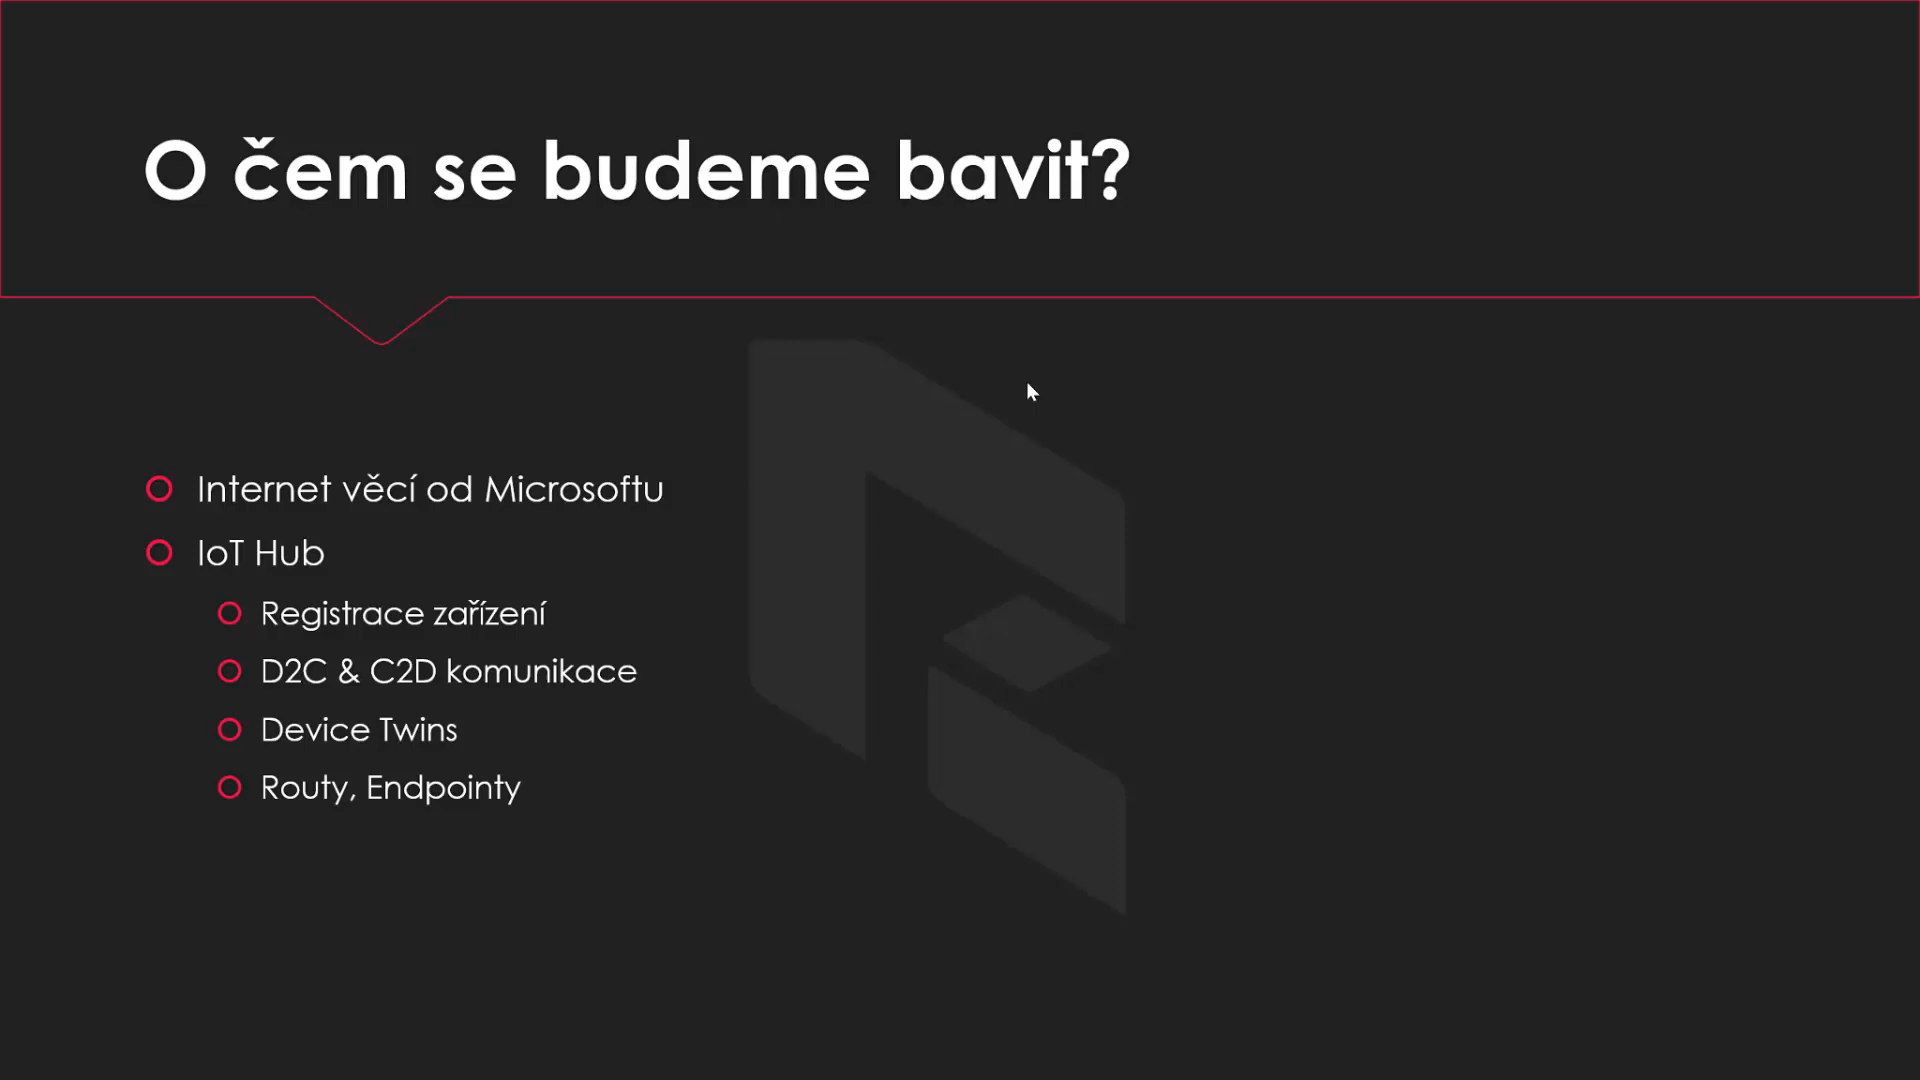 O čem se budeme bavit?
Internet věcí od Microsoftu
IoT Hub
Registrace zařízení
D2C & C2D komunikace
Device Twins
Routy, Endpointy